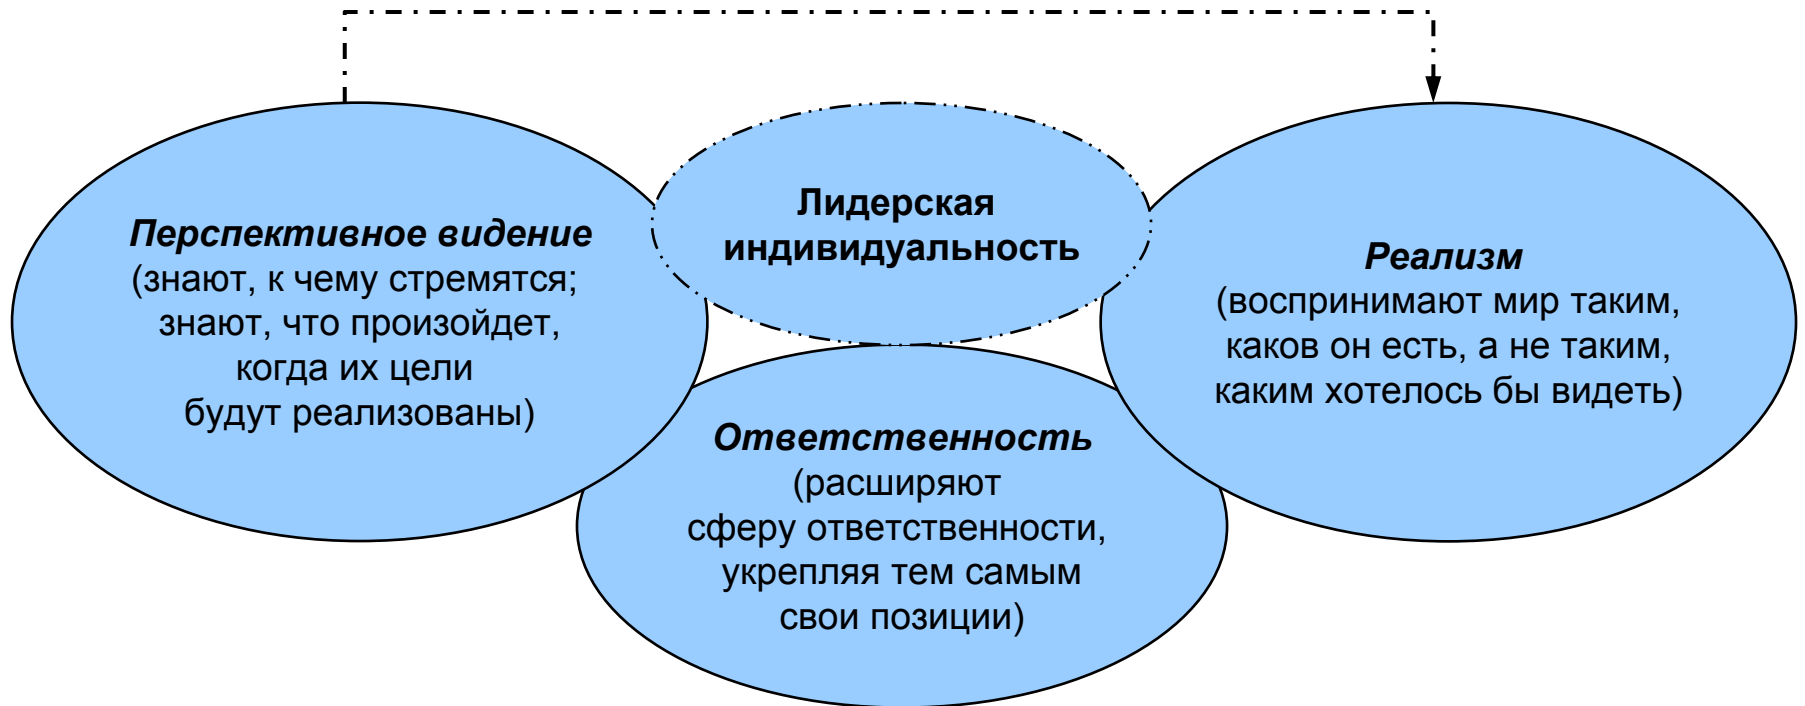 Лидерская
индивидуальность
Перспективное видение
(знают, к чему стремятся;
знают, что произойдет,
когда их цели
будут реализованы)
Реализм
(воспринимают мир таким,
каков он есть, а не таким,
каким хотелось бы видеть)
Ответственность
(расширяют
сферу ответственности,
укрепляя тем самым
свои позиции)